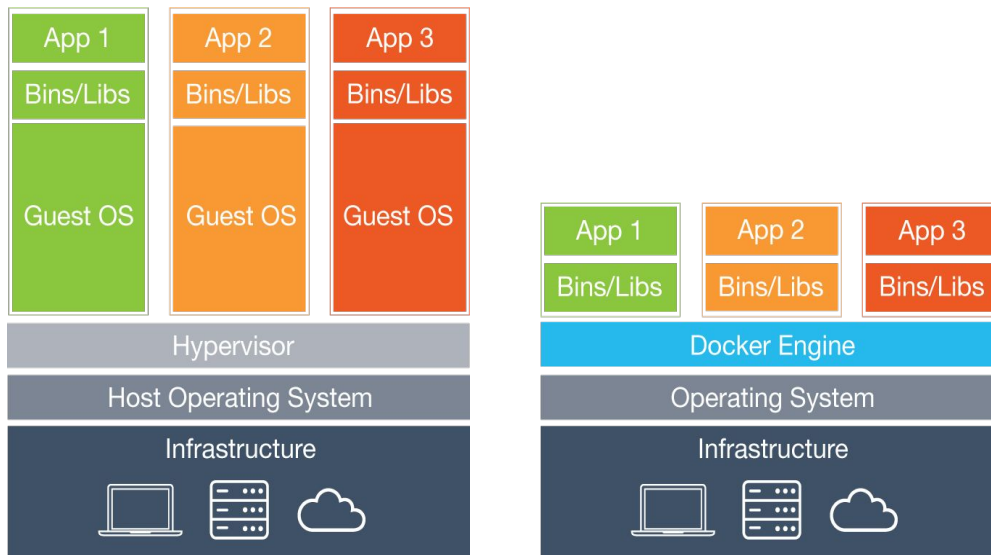 App 1
App 2
App 3
Bins/Libs
Bins/Libs
Bins/Libs
Guest OS
Guest OS
Guest OS
Hypervisor
Host Operating System
Infrastructure
App 1
App 2
App 3
Bins/Libs
Bins/Libs
Bins/Libs
Docker Engine
Operating System
Infrastructure